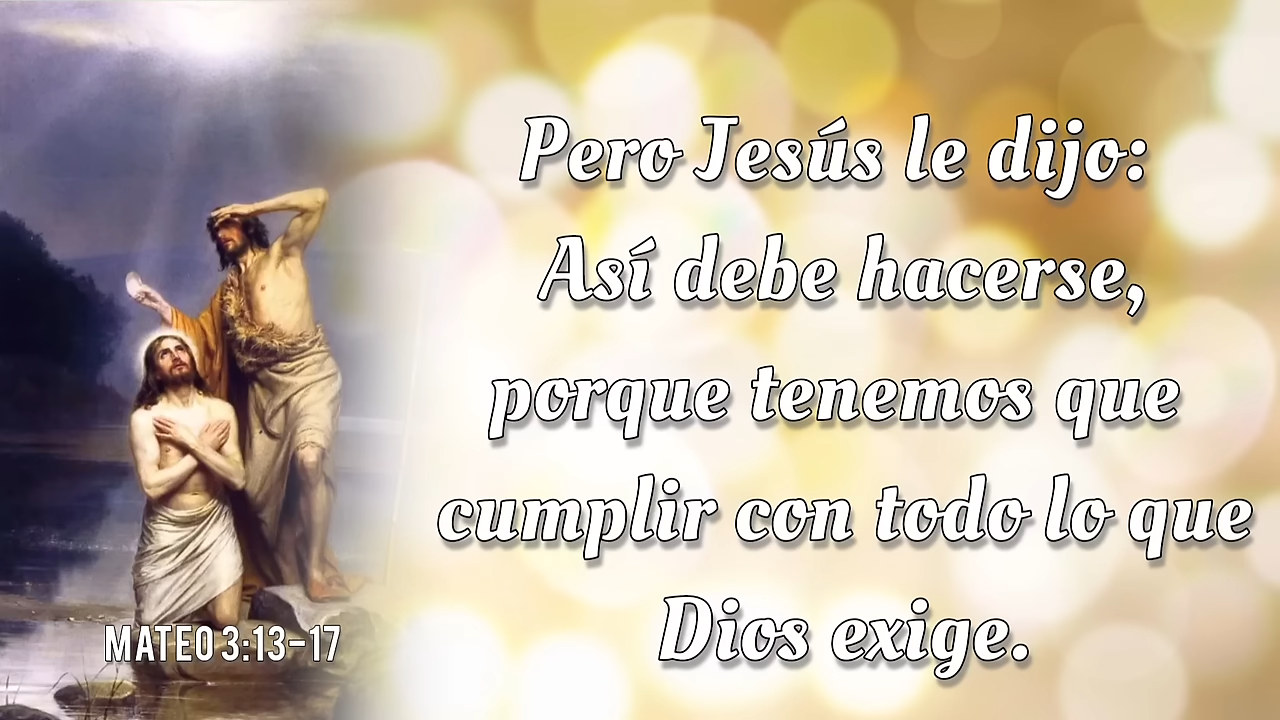 Pero Jesús le dijo:
Así debe hacerse,
porque tenemos que
cumplir con todo lo que
Dios exige.
MATEO 3:13-17